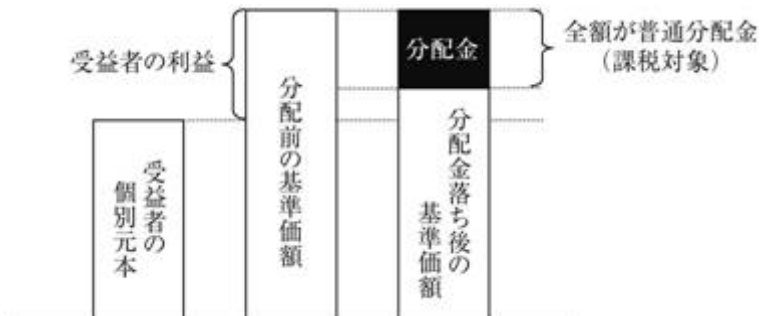 受益者の利益
受益者の
個別元本
分配前の基準価額
分配金
分配金落ち後の
基準価額
全額が普通分配金
（課税対象）